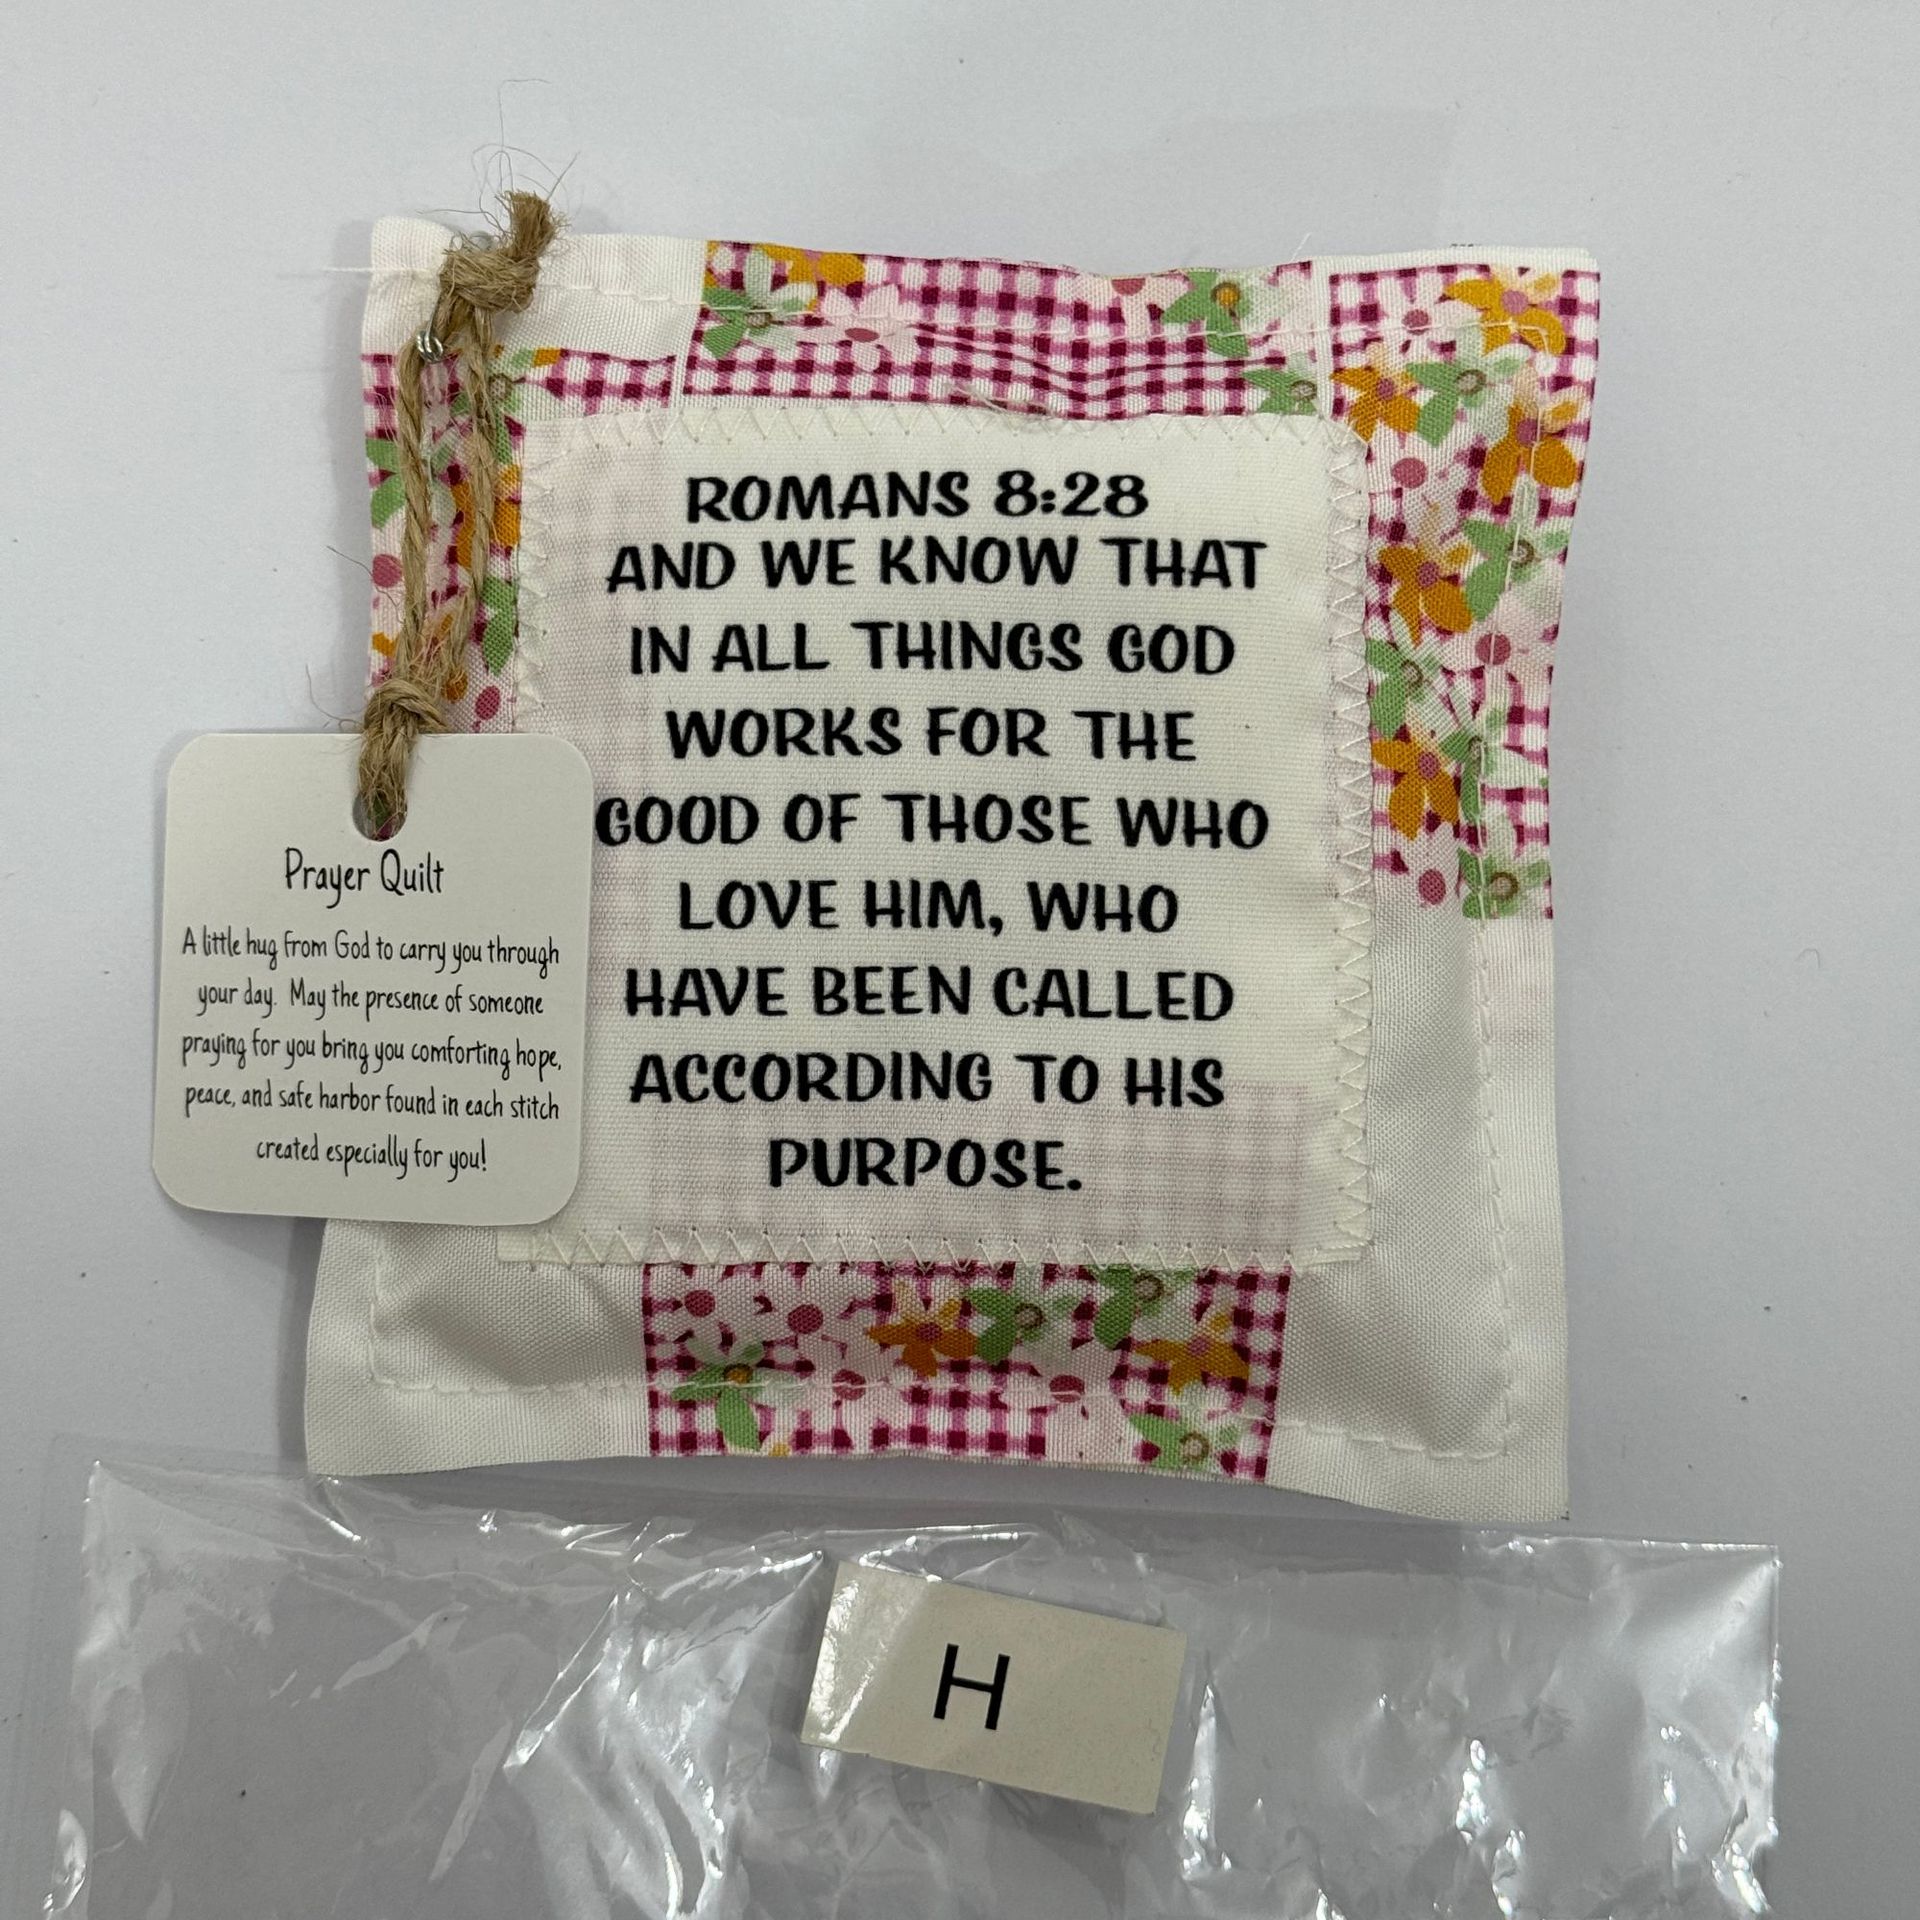 ROMANS 8:28
AND WE KNOW THAT
IN ALL THINGS GOD
WORKS FOR THE
GOOD OF THOSE WHO
LOVE HIM, WHO
HAVE BEEN CALLED
ACCORDING TO HIS
PURPOSE.
Prayer Quilt
A little hug from God to carry you through
your day. May the presence of someone
praying for you bring you comforting hope,
peace, and safe harbor found in each stitch
created especially for you!
H